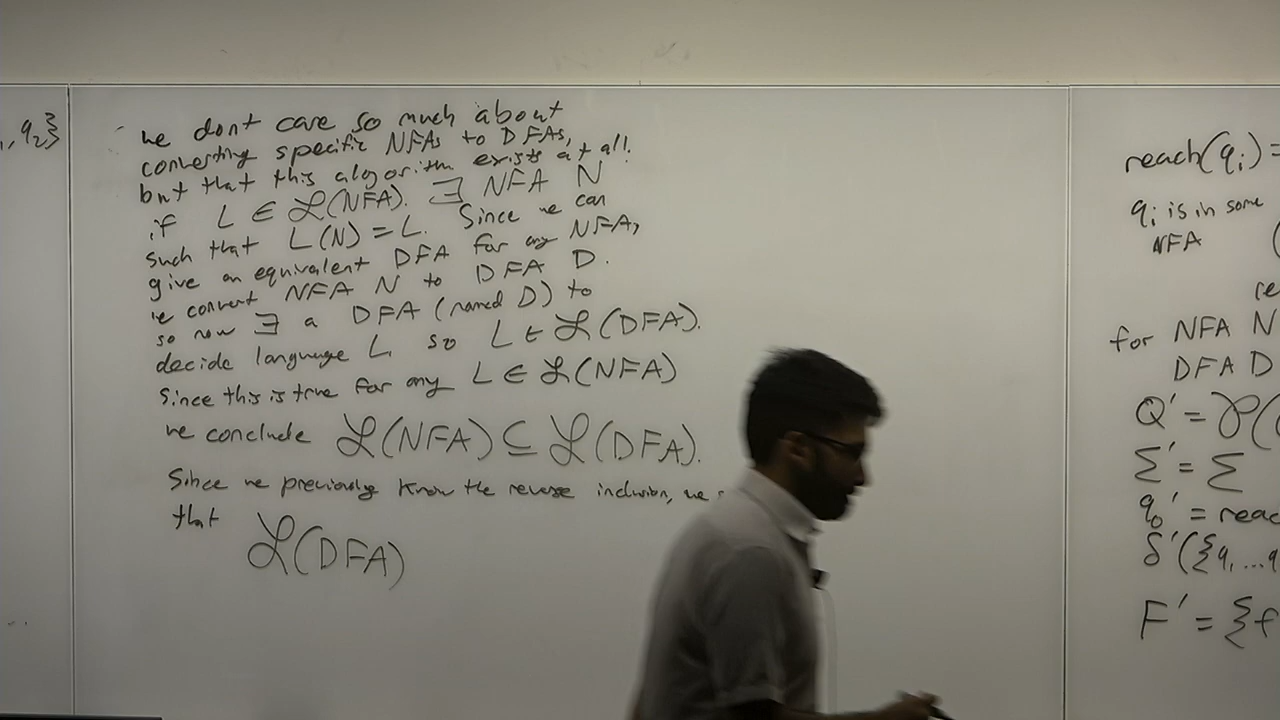 , q₂}
we dont care so much about
converting specific NFAs to DFAs,
but that this algorithm exists at all!
if L ∈ ℒ(NFA). ∃ NFA N
such that L(N) = L. Since we can
give an equivalent DFA for any NFA,
we convert NFA N to DFA D.
so now ∃ a DFA (named D) to
decide language L, so L ∈ ℒ(DFA).
Since this is true for any L ∈ ℒ(NFA)
we conclude ℒ(NFA) ⊆ ℒ(DFA).
Since we previously know the reverse inclusion, we
that
ℒ(DFA)
reach(qᵢ) =
qᵢ is in some
NFA (
re
for NFA N
DFA D
Q' = 𝒫(
Σ' = Σ
q₀' = reac
δ'({q, ... q
F' = {f